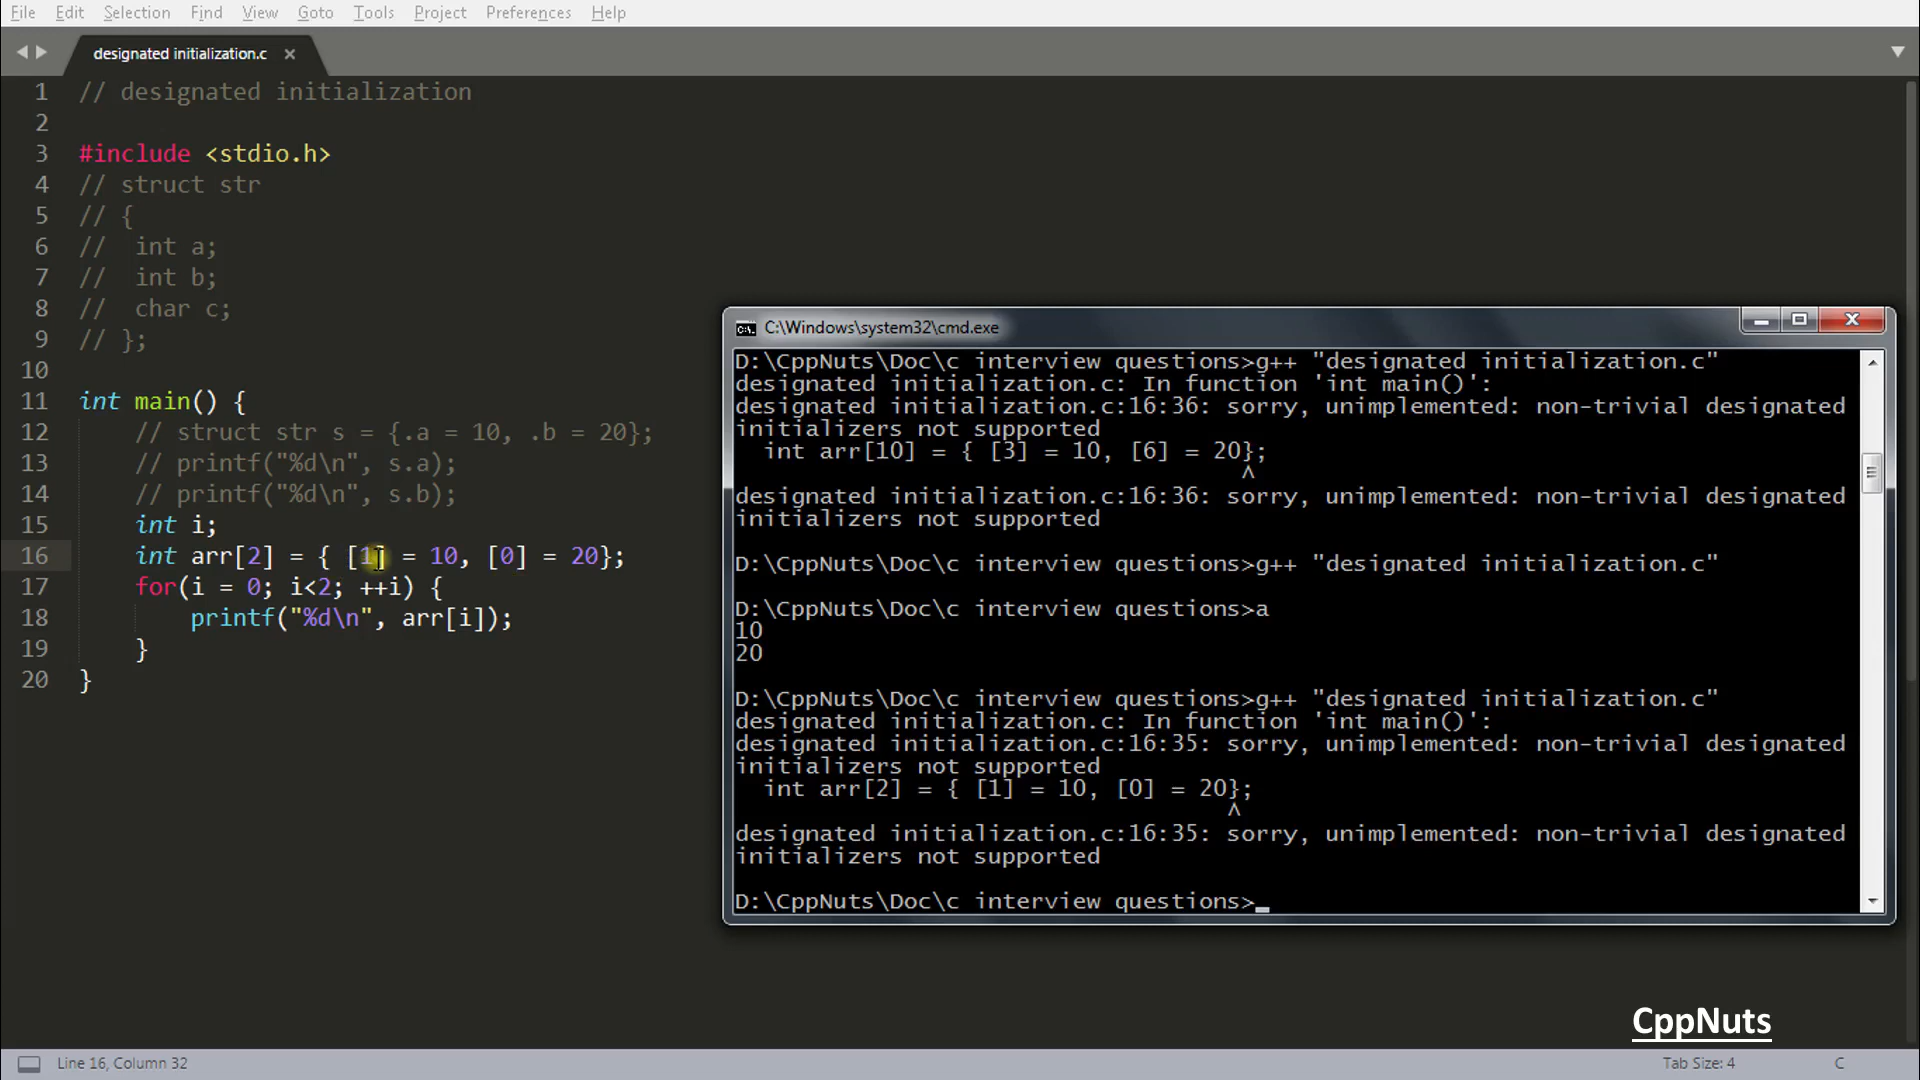 File Edit Selection Find View Goto Tools Project Preferences Help
designated initialization.c ×
1 // designated initialization
2
3 #include <stdio.h>
4 // struct str
5 // {
6 //  int a;
7 //  int b;
8 //  char c;
9 // };
10
11 int main() {
12     // struct str s = {.a = 10, .b = 20};
13     // printf("%d\n", s.a);
14     // printf("%d\n", s.b);
15     int i;
16     int arr[2] = { [1] = 10, [0] = 20};
17     for(i = 0; i<2; ++i) {
18         printf("%d\n", arr[i]);
19     }
20 }
C:\Windows\system32\cmd.exe
D:\CppNuts\Doc\c interview questions>g++ "designated initialization.c"
designated initialization.c: In function 'int main()':
designated initialization.c:16:36: sorry, unimplemented: non-trivial designated
initializers not supported
  int arr[10] = { [3] = 10, [6] = 20};
                                    ^
designated initialization.c:16:36: sorry, unimplemented: non-trivial designated
initializers not supported
D:\CppNuts\Doc\c interview questions>g++ "designated initialization.c"
D:\CppNuts\Doc\c interview questions>a
10
20
D:\CppNuts\Doc\c interview questions>g++ "designated initialization.c"
designated initialization.c: In function 'int main()':
designated initialization.c:16:35: sorry, unimplemented: non-trivial designated
initializers not supported
  int arr[2] = { [1] = 10, [0] = 20};
                                   ^
designated initialization.c:16:35: sorry, unimplemented: non-trivial designated
initializers not supported
D:\CppNuts\Doc\c interview questions>_
CppNuts
Line 16, Column 32 Tab Size: 4 C